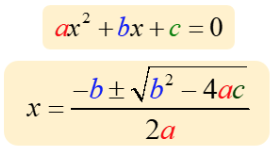 ax² + bx + c = 0
x = (-b ± √(b² - 4ac)) / 2a